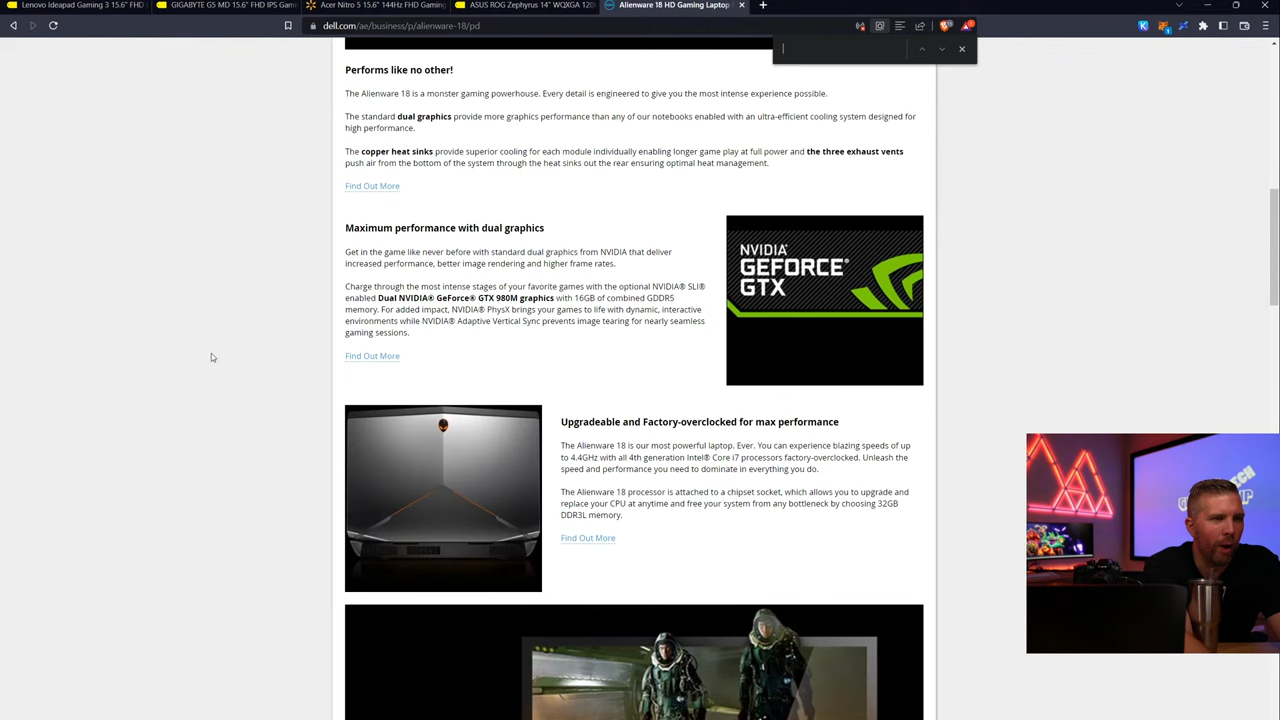 Lenovo Ideapad Gaming 3 15.6" FHD
GIGABYTE G5 MD 15.6" FHD IPS Gami
Acer Nitro 5 15.6" 144Hz FHD Gaming
ASUS ROG Zephyrus 14" WQXGA 120
Alienware 18 HD Gaming Laptop
dell.com/ae/business/p/alienware-18/pd
Performs like no other!
The Alienware 18 is a monster gaming powerhouse. Every detail is engineered to give you the most intense experience possible.
The standard dual graphics provide more graphics performance than any of our notebooks enabled with an ultra-efficient cooling system designed for
high performance.
The copper heat sinks provide superior cooling for each module individually enabling longer game play at full power and the three exhaust vents
push air from the bottom of the system through the heat sinks out the rear ensuring optimal heat management.
Find Out More
Maximum performance with dual graphics
Get in the game like never before with standard dual graphics from NVIDIA that deliver
increased performance, better image rendering and higher frame rates.
Charge through the most intense stages of your favorite games with the optional NVIDIA® SLI®
enabled Dual NVIDIA® GeForce® GTX 980M graphics with 16GB of combined GDDR5
memory. For added impact, NVIDIA® PhysX brings your games to life with dynamic, interactive
environments while NVIDIA® Adaptive Vertical Sync prevents image tearing for nearly seamless
gaming sessions.
Find Out More
NVIDIA®
GEFORCE®
GTX
Upgradeable and Factory-overclocked for max performance
The Alienware 18 is our most powerful laptop. Ever. You can experience blazing speeds of up
to 4.4GHz with all 4th generation Intel® Core i7 processors factory-overclocked. Unleash the
speed and performance you need to dominate in everything you do.
The Alienware 18 processor is attached to a chipset socket, which allows you to upgrade and
replace your CPU at anytime and free your system from any bottleneck by choosing 32GB
DDR3L memory.
Find Out More